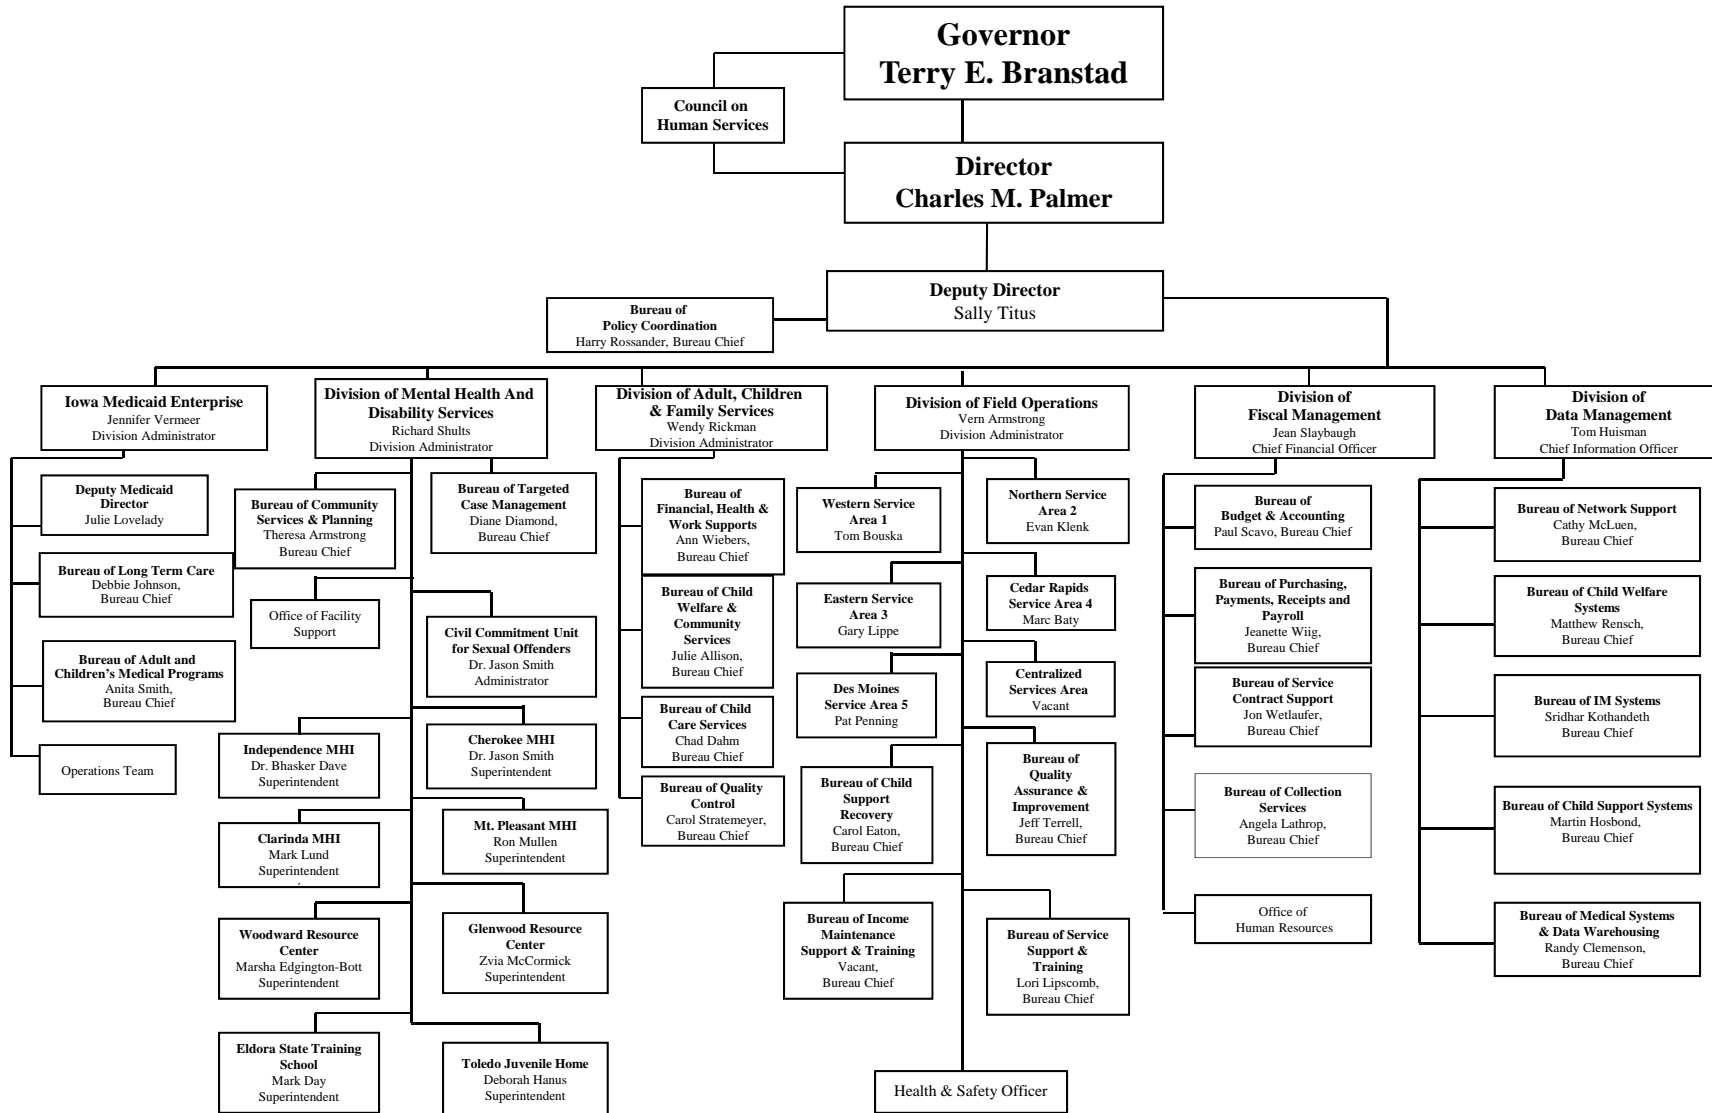 Governor
Terry E. Branstad
Council on
Human Services
Director
Charles M. Palmer
Deputy Director
Sally Titus
Bureau of
Policy Coordination
Harry Rossander, Bureau Chief
Iowa Medicaid Enterprise
Jennifer Vermeer
Division Administrator
Deputy Medicaid
Director
Julie Lovelady
Bureau of Long Term Care
Debbie Johnson,
Bureau Chief
Bureau of Adult and
Children's Medical Programs
Anita Smith,
Bureau Chief
Operations Team
Division of Mental Health And
Disability Services
Richard Shults
Division Administrator
Bureau of Community
Services & Planning
Theresa Armstrong
Bureau Chief
Bureau of Targeted
Case Management
Diane Diamond,
Bureau Chief
Office of Facility
Support
Civil Commitment Unit
for Sexual Offenders
Dr. Jason Smith
Administrator
Independence MHI
Dr. Bhasker Dave
Superintendent
Cherokee MHI
Dr. Jason Smith
Superintendent
Clarinda MHI
Mark Lund
Superintendent
Mt. Pleasant MHI
Ron Mullen
Superintendent
Woodward Resource
Center
Marsha Edgington-Bott
Superintendent
Glenwood Resource
Center
Zvia McCormick
Superintendent
Eldora State Training
School
Mark Day
Superintendent
Toledo Juvenile Home
Deborah Hanus
Superintendent
Division of Adult, Children
& Family Services
Wendy Rickman
Division Administrator
Bureau of
Financial, Health &
Work Supports
Ann Wiebers,
Bureau Chief
Bureau of Child
Welfare &
Community
Services
Julie Allison,
Bureau Chief
Bureau of Child
Care Services
Chad Dahm
Bureau Chief
Bureau of Quality
Control
Carol Stratemeyer,
Bureau Chief
Division of Field Operations
Vern Armstrong
Division Administrator
Western Service
Area 1
Tom Bouska
Northern Service
Area 2
Evan Klenk
Eastern Service
Area 3
Gary Lippe
Cedar Rapids
Service Area 4
Marc Baty
Des Moines
Service Area 5
Pat Penning
Centralized
Services Area
Vacant
Bureau of Child
Support
Recovery
Carol Eaton,
Bureau Chief
Bureau of
Quality
Assurance &
Improvement
Jeff Terrell,
Bureau Chief
Bureau of Income
Maintenance
Support & Training
Vacant,
Bureau Chief
Bureau of Service
Support &
Training
Lori Lipscomb,
Bureau Chief
Health & Safety Officer
Division of
Fiscal Management
Jean Slaybaugh
Chief Financial Officer
Bureau of
Budget & Accounting
Paul Scavo, Bureau Chief
Bureau of Purchasing,
Payments, Receipts and
Payroll
Jeanette Wiig,
Bureau Chief
Bureau of Service
Contract Support
Jon Wetlaufer,
Bureau Chief
Bureau of Collection
Services
Angela Lathrop,
Bureau Chief
Office of
Human Resources
Division of
Data Management
Tom Huisman
Chief Information Officer
Bureau of Network Support
Cathy McLuen,
Bureau Chief
Bureau of Child Welfare
Systems
Matthew Rensch,
Bureau Chief
Bureau of IM Systems
Sridhar Kothandeth
Bureau Chief
Bureau of Child Support Systems
Martin Hosbond,
Bureau Chief
Bureau of Medical Systems
& Data Warehousing
Randy Clemenson,
Bureau Chief